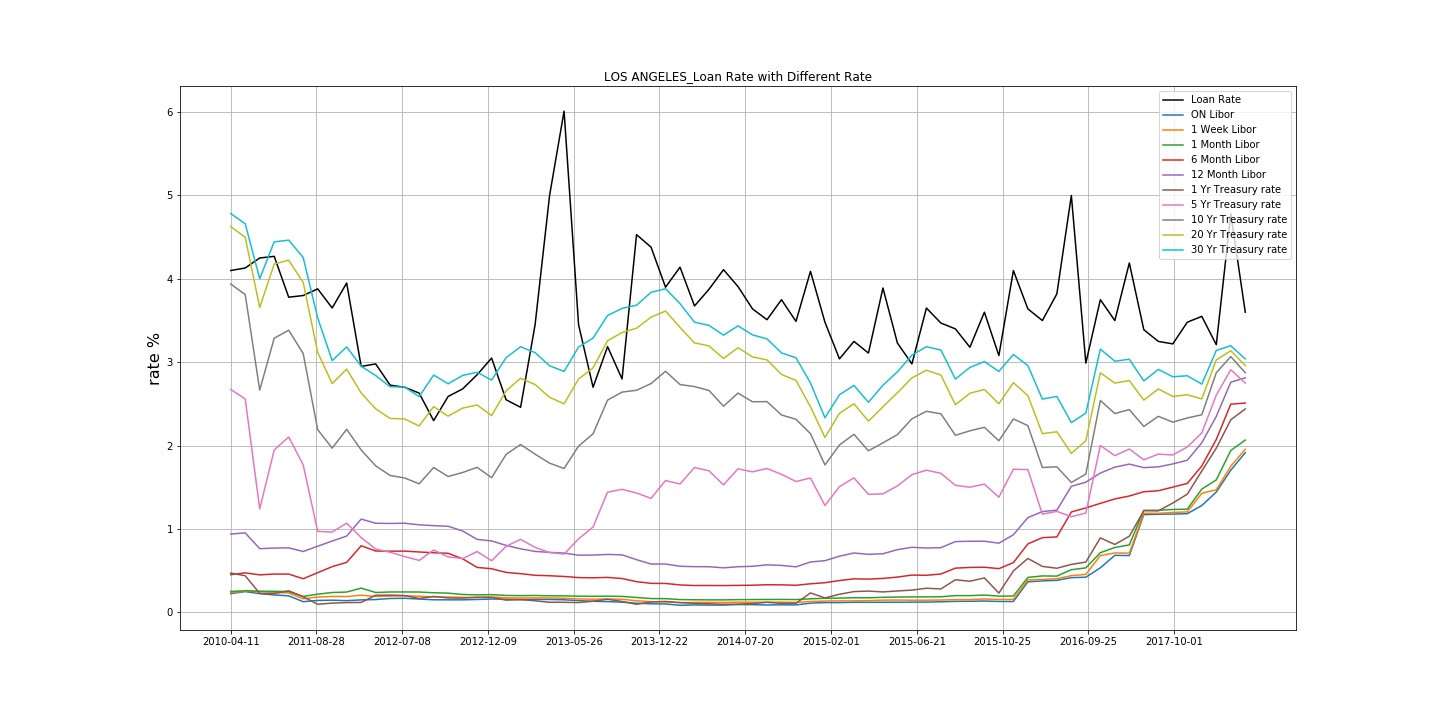 LOS ANGELES_Loan Rate with Different Rate
Loan Rate
ON Libor
1 Week Libor
1 Month Libor
6 Month Libor
12 Month Libor
1 Yr Treasury rate
5 Yr Treasury rate
10 Yr Treasury rate
20 Yr Treasury rate
30 Yr Treasury rate
rate %
6
5
4
3
2
1
0
2010-04-11 2011-08-28 2012-07-08 2012-12-09 2013-05-26 2013-12-22 2014-07-20 2015-02-01 2015-06-21 2015-10-25 2016-09-25 2017-10-01